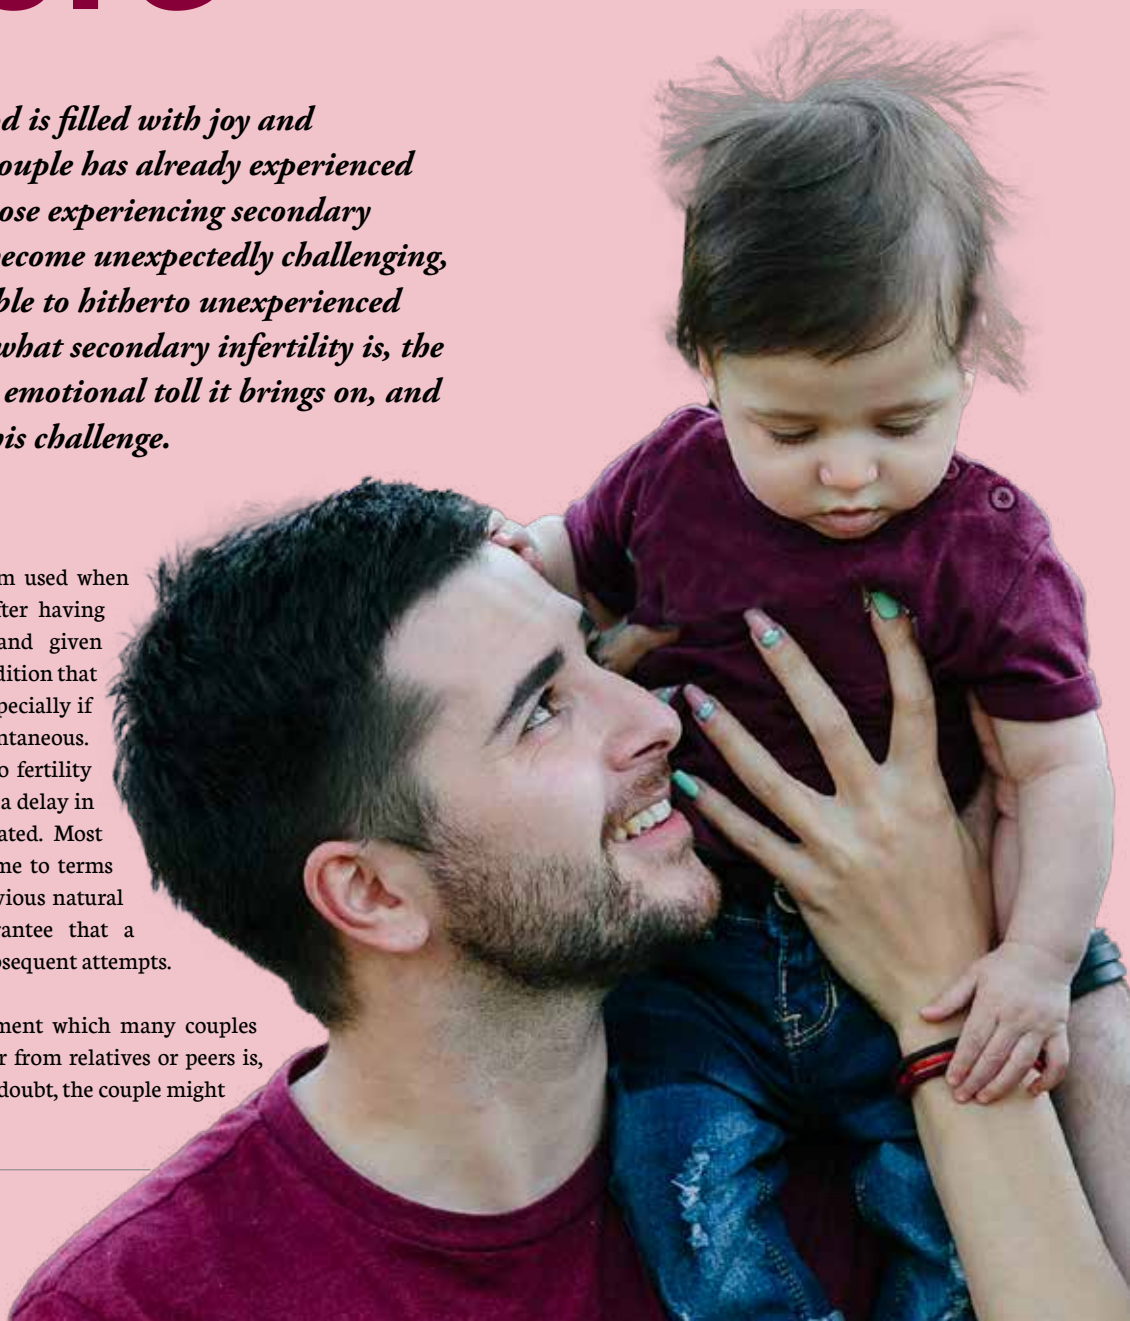 d is filled with joy and
ouple has already experienced
ose experiencing secondary
ecome unexpectedly challenging,
ble to hitherto unexperienced
what secondary infertility is, the
emotional toll it brings on, and
his challenge.
m used when
fter having
and given
dition that
pecially if
ntaneous.
o fertility
a delay in
ated. Most
me to terms
vious natural
rantee that a
bsequent attempts.
ment which many couples
r from relatives or peers is,
doubt, the couple might